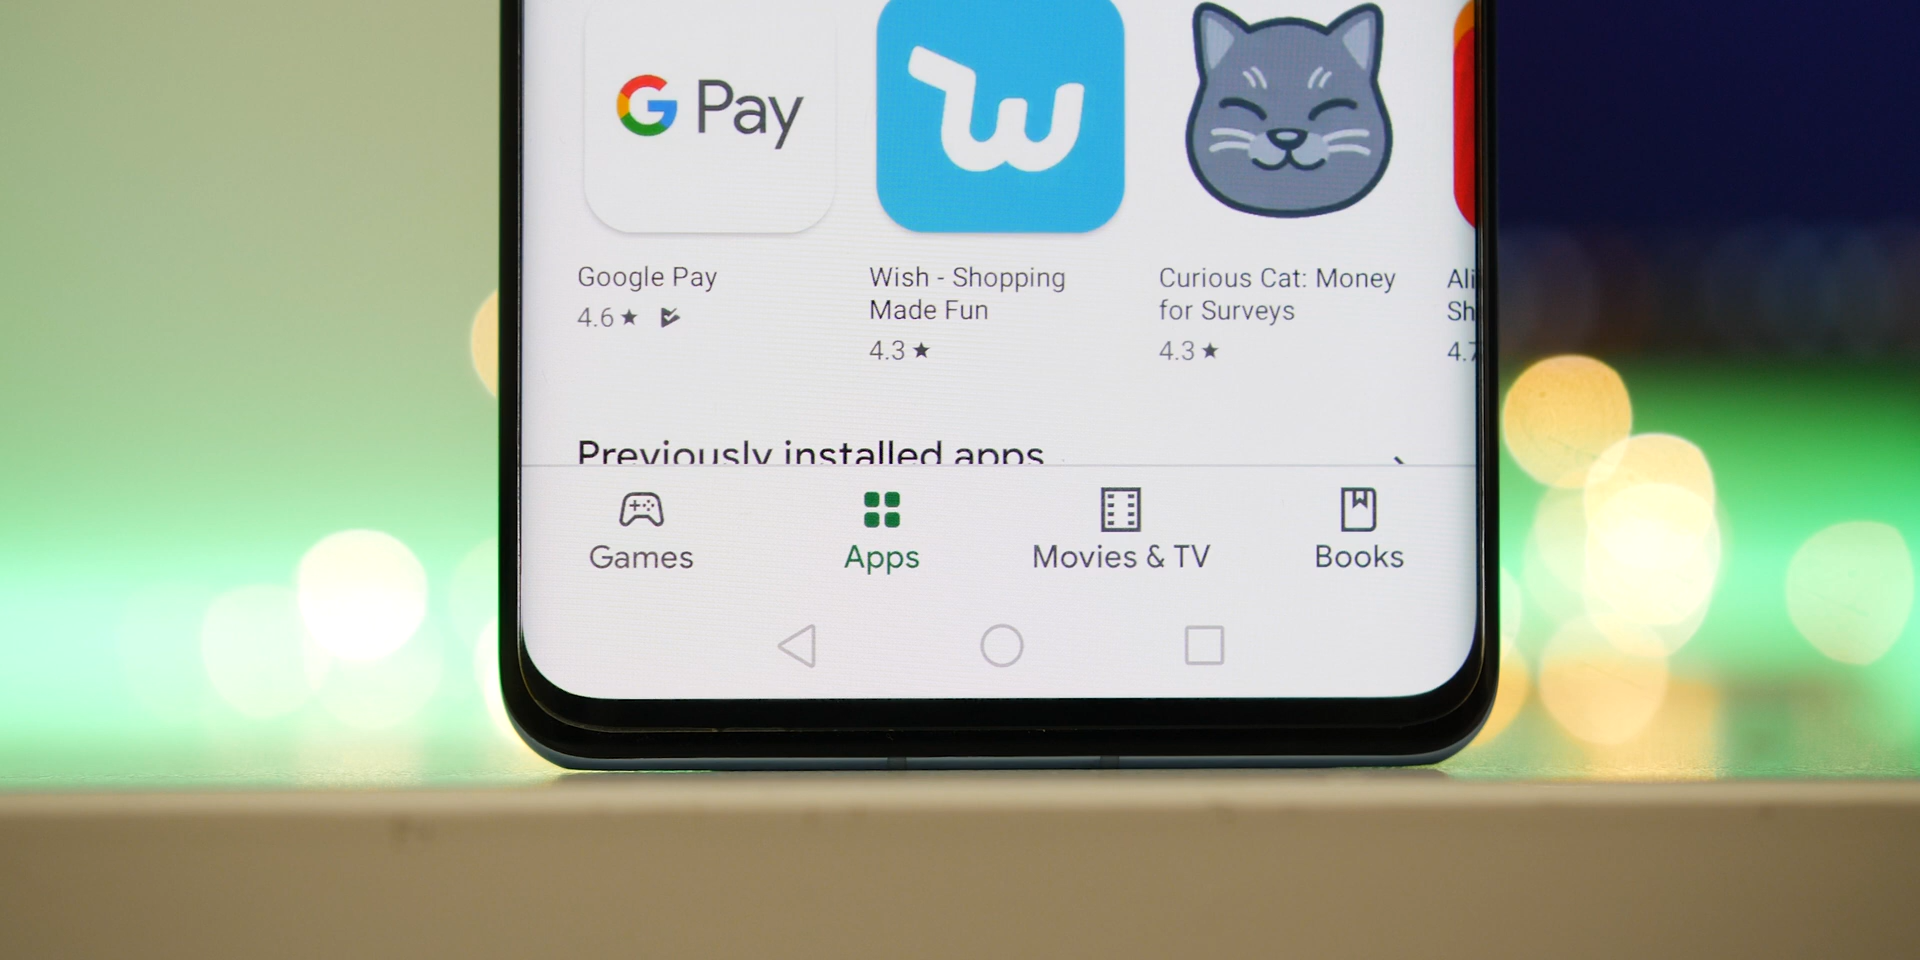 G Pay
Google Pay
4.6 ★
Wish - Shopping
Made Fun
4.3 ★
Curious Cat: Money
for Surveys
4.3 ★
Previously installed apps
Games
Apps
Movies & TV
Books